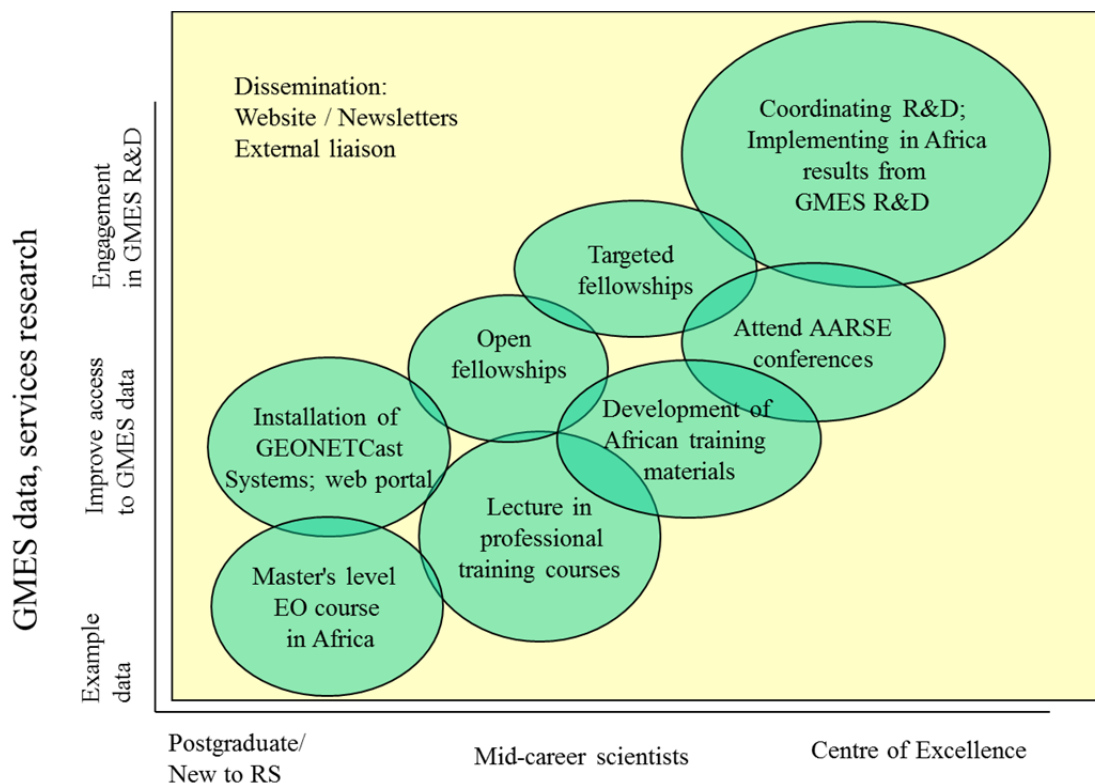 Dissemination:
Website / Newsletters
External liaison
Coordinating R&D;
Implementing in Africa
results from
GMES R&D
Targeted
fellowships
Attend AARSE
conferences
Open
fellowships
Development of
African training
materials
Installation of
GEONETCast
Systems; web portal
Lecture in
professional
training courses
Master's level
EO course
in Africa
GMES data, services research
Engagement
in GMES R&D
Improve access
to GMES data
Example
data
Postgraduate/
New to RS
Mid-career scientists
Centre of Excellence